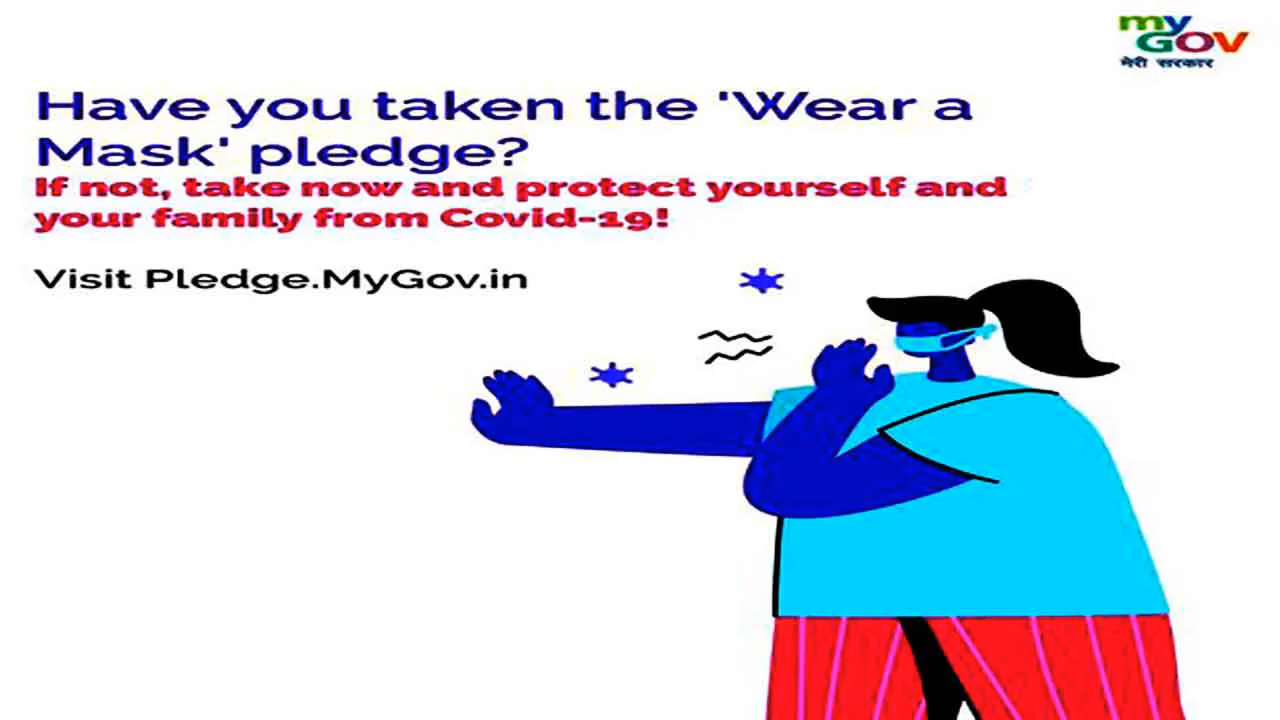 my
GOV
मेरी सरकार
Have you taken the 'Wear a
Mask' pledge?
If not, take now and protect yourself and
your family from Covid-19!
Visit Pledge.MyGov.in